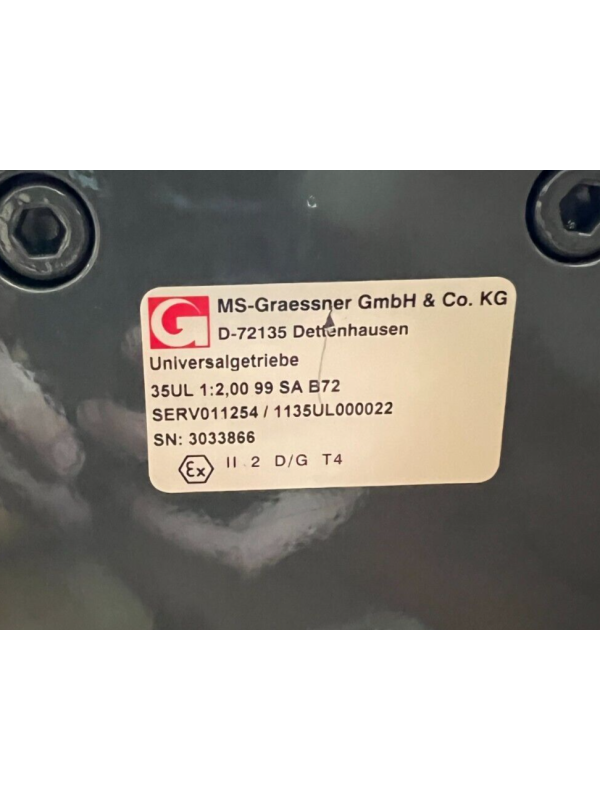 G MS-Graessner GmbH & Co. KG
D-72135 Dettenhausen
Universalgetriebe
35UL 1:2,00 99 SA B72
SERV011254 / 1135UL000022
SN: 3033866
Ex II 2 D/G T4